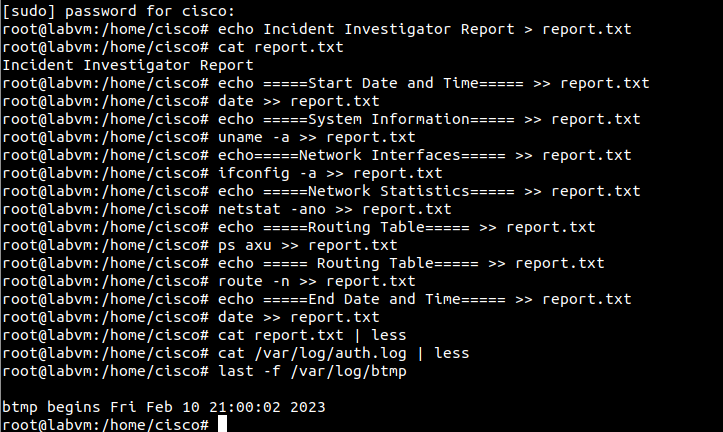 [sudo] password for cisco:
root@labvm:/home/cisco# echo Incident Investigator Report > report.txt
root@labvm:/home/cisco# cat report.txt
Incident Investigator Report
root@labvm:/home/cisco# echo =====Start Date and Time===== >> report.txt
root@labvm:/home/cisco# date >> report.txt
root@labvm:/home/cisco# echo =====System Information===== >> report.txt
root@labvm:/home/cisco# uname -a >> report.txt
root@labvm:/home/cisco# echo=====Network Interfaces===== >> report.txt
root@labvm:/home/cisco# ifconfig -a >> report.txt
root@labvm:/home/cisco# echo =====Network Statistics===== >> report.txt
root@labvm:/home/cisco# netstat -ano >> report.txt
root@labvm:/home/cisco# echo =====Routing Table===== >> report.txt
root@labvm:/home/cisco# ps axu >> report.txt
root@labvm:/home/cisco# echo ===== Routing Table===== >> report.txt
root@labvm:/home/cisco# route -n >> report.txt
root@labvm:/home/cisco# echo =====End Date and Time===== >> report.txt
root@labvm:/home/cisco# date >> report.txt
root@labvm:/home/cisco# cat report.txt | less
root@labvm:/home/cisco# cat /var/log/auth.log | less
root@labvm:/home/cisco# last -f /var/log/btmp
btmp begins Fri Feb 10 21:00:02 2023
root@labvm:/home/cisco#